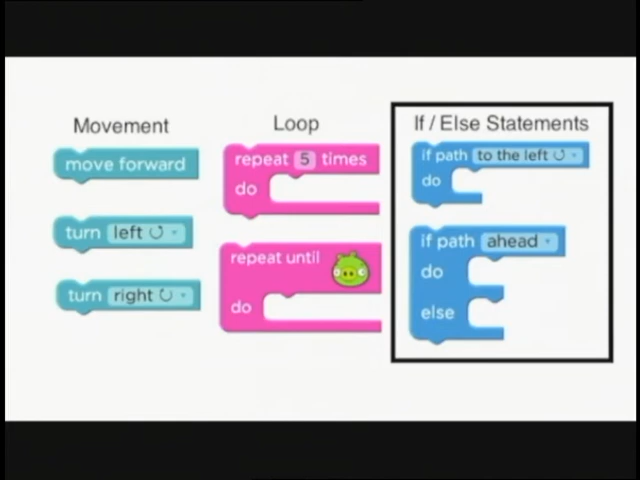 Movement
move forward
turn left
turn right
Loop
repeat 5 times
do
repeat until
do
If / Else Statements
if path to the left
do
if path ahead
do
else